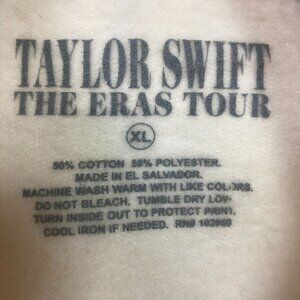 TAYLOR SWIFT
THE ERAS TOUR
XL
50% COTTON 50% POLYESTER.
MADE IN EL SALVADOR.
MACHINE WASH WARM WITH LIKE COLORS.
DO NOT BLEACH. TUMBLE DRY LOW.
TURN INSIDE OUT TO PROTECT PRINT.
COOL IRON IF NEEDED. RN#